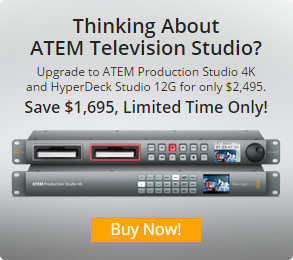 Thinking About
ATEM Television Studio?
Upgrade to ATEM Production Studio 4K
and HyperDeck Studio 12G for only $2,495.
Save $1,695, Limited Time Only!
ATEM Production Studio 4K
Buy Now!